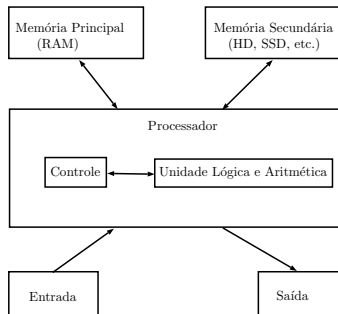 Memória Principal
(RAM)
Memória Secundária
(HD, SSD, etc.)
Processador
Controle
Unidade Lógica e Aritmética
Entrada
Saída